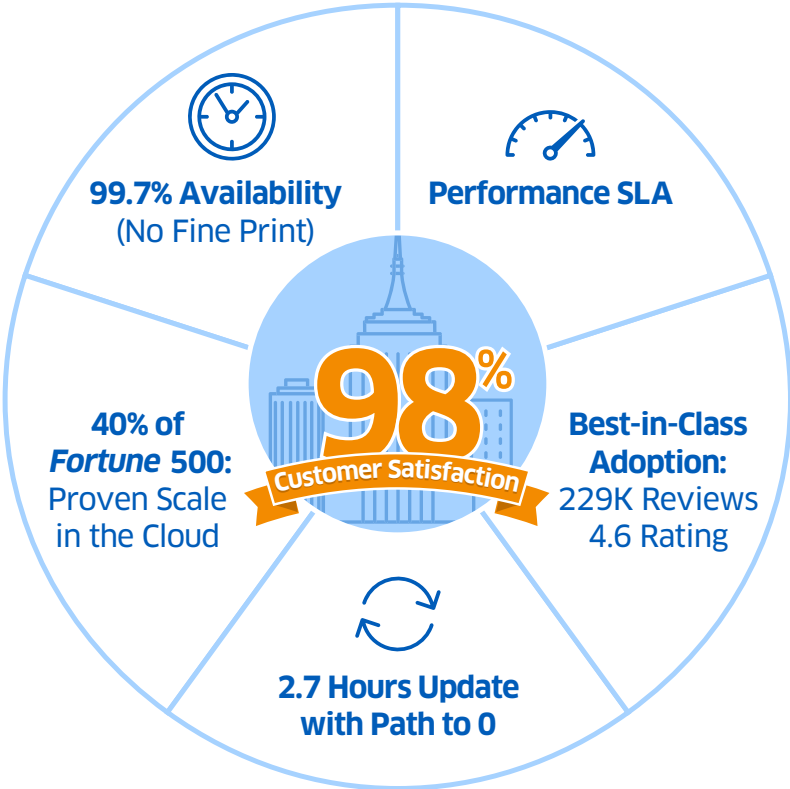 99.7% Availability
(No Fine Print)
Performance SLA
40% of
Fortune 500:
Proven Scale
in the Cloud
98%
Customer Satisfaction
Best-in-Class
Adoption:
229K Reviews
4.6 Rating
2.7 Hours Update
with Path to 0